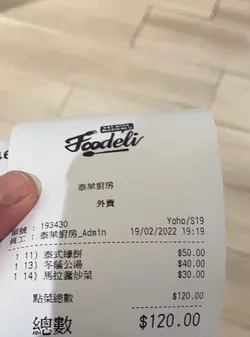 Foodeli
泰菜廚房
外賣
單號 : 193430 Yoho/S19
員工 : 泰菜廚房_Admin 19/02/2022 19:19
1 11) 泰式蠔餅 $50.00
1 13) 冬蔭公湯 $40.00
1 14) 馬拉盞炒菜 $30.00
點菜總數 $120.00
總數 $120.00